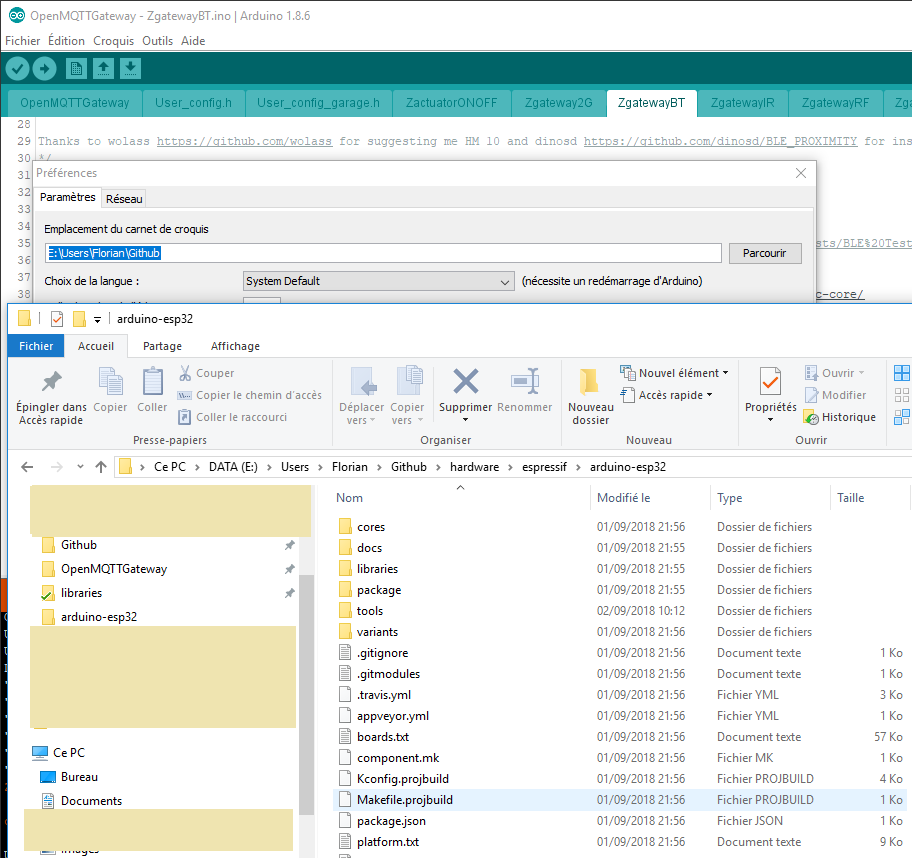 OpenMQTTGateway - ZgatewayBT.ino | Arduino 1.8.6
Fichier Édition Croquis Outils Aide
OpenMQTTGateway User_config.h User_config_garage.h ZactuatorONOFF Zgateway2G ZgatewayBT ZgatewayIR ZgatewayRF
28
29 Thanks to wolass https://github.com/wolass for suggesting me HM 10 and dinosd https://github.com/dinosd/BLE_PROXIMITY for ins
30 */
31 Préférences
32 Paramètres Réseau
33
34 Emplacement du carnet de croquis
35 sts/BLE%20Test
36 E:\Users\Florian\Github Parcourir
37 Choix de la langue : System Default (nécessite un redémarrage d'Arduino)
38 c-core/
arduino-esp32
Fichier Accueil Partage Affichage
Épingler dans Accès rapide
Copier
Coller
Couper
Copier le chemin d'accès
Coller le raccourci
Presse-papiers
Déplacer vers
Copier vers
Supprimer
Renommer
Organiser
Nouveau dossier
Nouvel élément
Accès rapide
Nouveau
Propriétés
Ouvrir
Modifier
Historique
Ouvrir
Ce PC > DATA (E:) > Users > Florian > Github > hardware > espressif > arduino-esp32
Github
OpenMQTTGateway
libraries
arduino-esp32
Ce PC
Bureau
Documents
Nom Modifié le Type Taille
cores 01/09/2018 21:56 Dossier de fichiers
docs 01/09/2018 21:55 Dossier de fichiers
libraries 01/09/2018 21:55 Dossier de fichiers
package 01/09/2018 21:55 Dossier de fichiers
tools 02/09/2018 10:12 Dossier de fichiers
variants 01/09/2018 21:56 Dossier de fichiers
.gitignore 01/09/2018 21:56 Document texte 1 Ko
.gitmodules 01/09/2018 21:56 Document texte 1 Ko
.travis.yml 01/09/2018 21:56 Fichier YML 3 Ko
appveyor.yml 01/09/2018 21:56 Fichier YML 1 Ko
boards.txt 01/09/2018 21:56 Document texte 57 Ko
component.mk 01/09/2018 21:56 Fichier MK 1 Ko
Kconfig.projbuild 01/09/2018 21:56 Fichier PROJBUILD 4 Ko
Makefile.projbuild 01/09/2018 21:56 Fichier PROJBUILD 1 Ko
package.json 01/09/2018 21:56 Fichier JSON 1 Ko
platform.txt 01/09/2018 21:56 Document texte 9 Ko